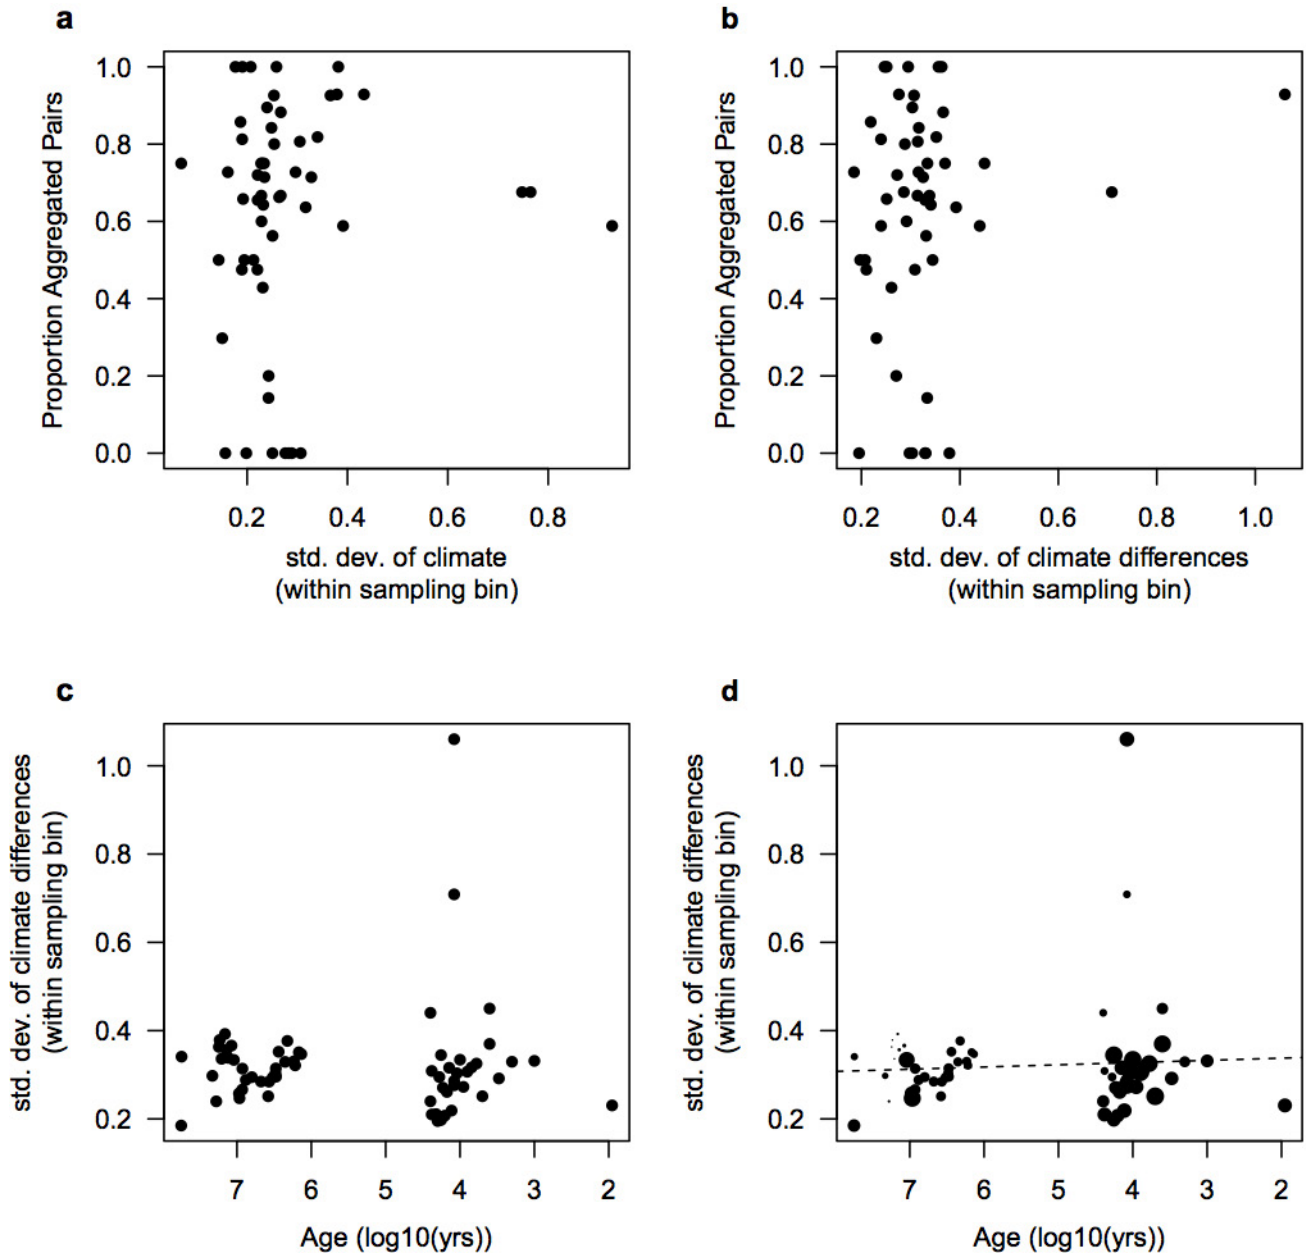 a
Proportion Aggregated Pairs
1.0
0.8
0.6
0.4
0.2
0.0
0.2 0.4 0.6 0.8
std. dev. of climate
(within sampling bin)
b
Proportion Aggregated Pairs
1.0
0.8
0.6
0.4
0.2
0.0
0.2 0.4 0.6 0.8 1.0
std. dev. of climate differences
(within sampling bin)
c
std. dev. of climate differences
(within sampling bin)
1.0
0.8
0.6
0.4
0.2
7 6 5 4 3 2
Age (log10(yrs))
d
std. dev. of climate differences
(within sampling bin)
1.0
0.8
0.6
0.4
0.2
7 6 5 4 3 2
Age (log10(yrs))